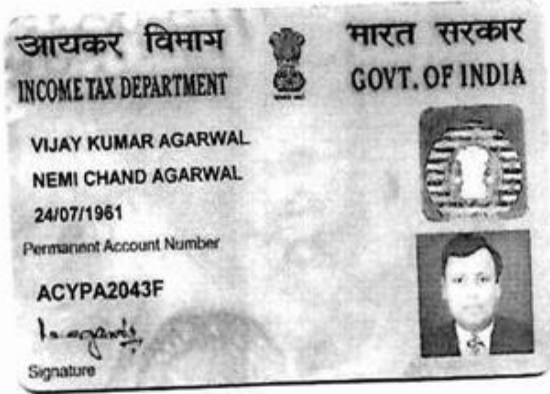 आयकर विभाग
INCOME TAX DEPARTMENT
भारत सरकार
GOVT. OF INDIA
VIJAY KUMAR AGARWAL
NEMI CHAND AGARWAL
24/07/1961
Permanent Account Number
ACYPA2043F
Signature